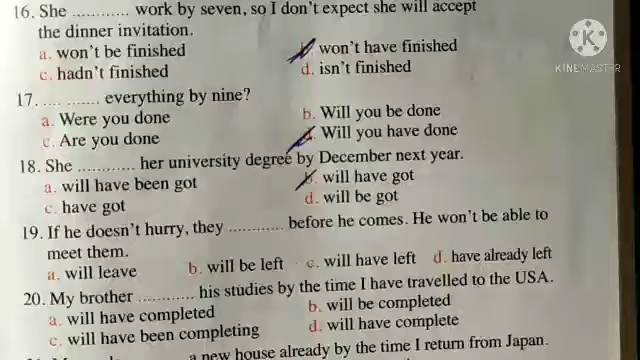 16. She ............ work by seven, so I don't expect she will accept
the dinner invitation.
a. won't be finished
b. won't have finished
c. hadn't finished
d. isn't finished
KINEMASTER
17. ............ everything by nine?
a. Were you done
b. Will you be done
c. Are you done
d. Will you have done
18. She ............ her university degree by December next year.
a. will have been got
b. will have got
c. have got
d. will be got
19. If he doesn't hurry, they ............ before he comes. He won't be able to
meet them.
a. will leave b. will be left c. will have left d. have already left
20. My brother ............ his studies by the time I have travelled to the USA.
a. will have completed
b. will be completed
c. will have been completing
d. will have complete
a new house already by the time I return from Japan.